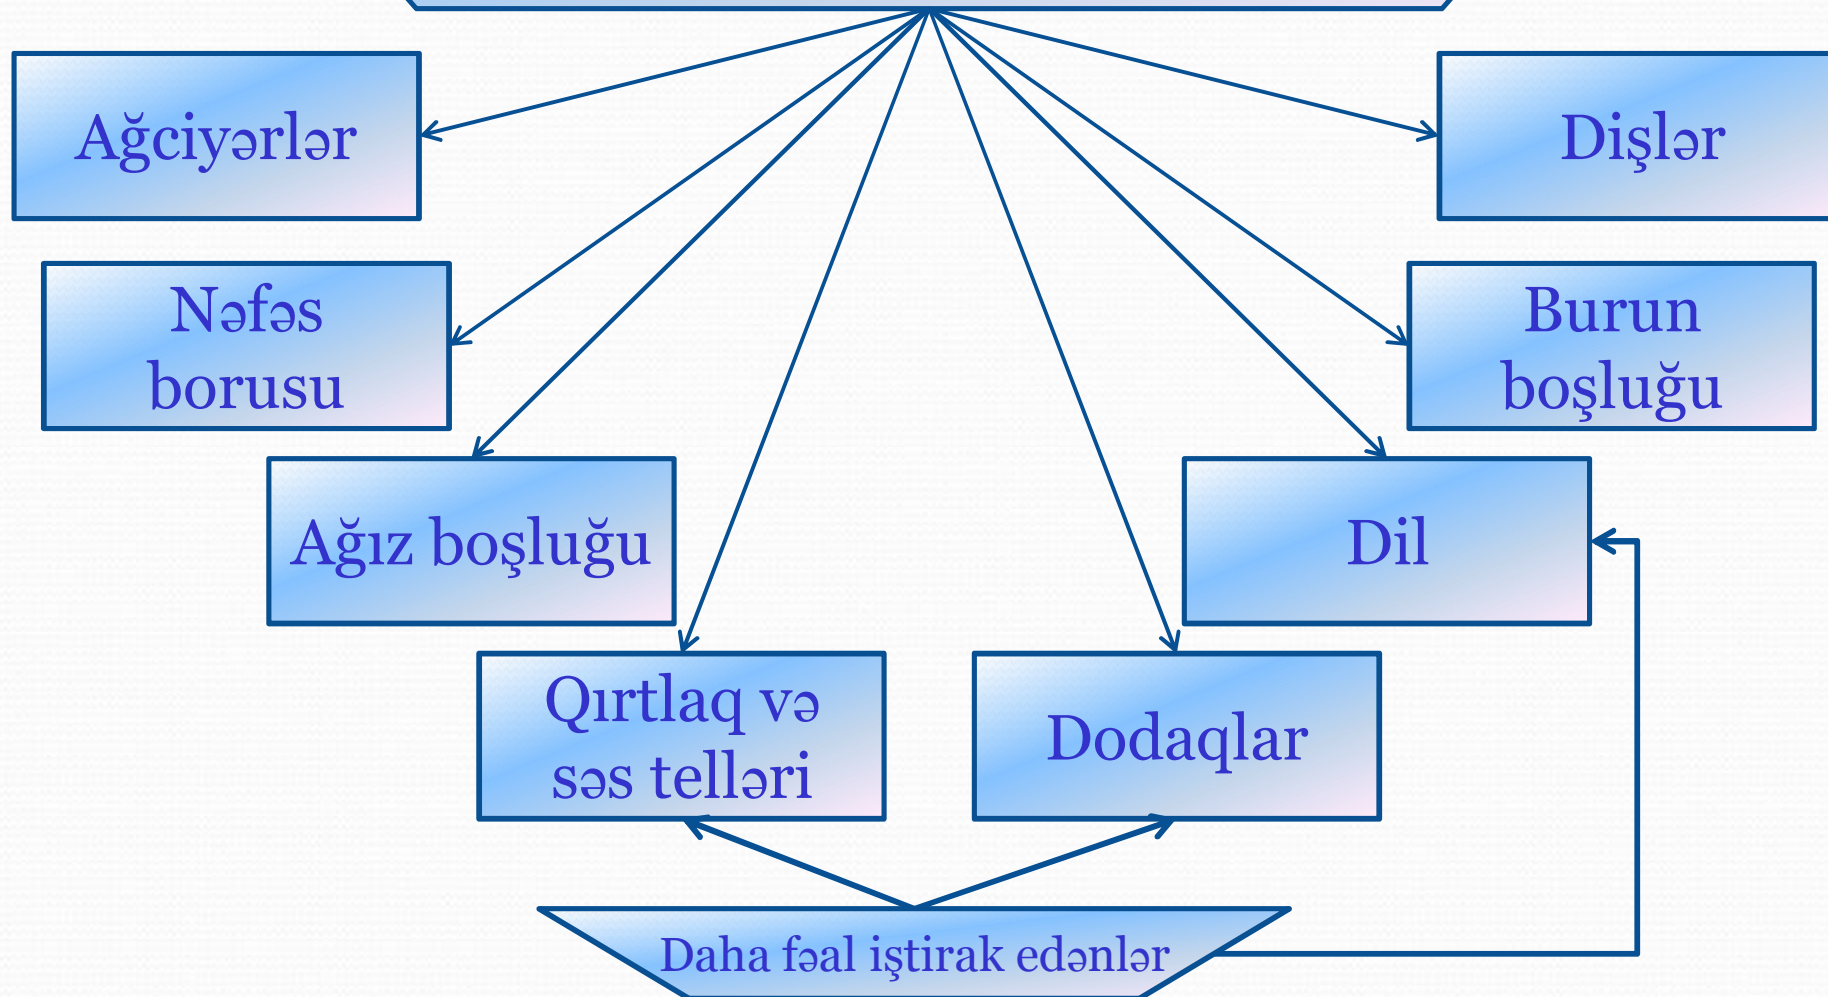 Ağciyərlər
Dişlər
Nəfəs
borusu
Burun
boşluğu
Ağız boşluğu
Dil
Qırtlaq və
səs telləri
Dodaqlar
Daha fəal iştirak edənlər